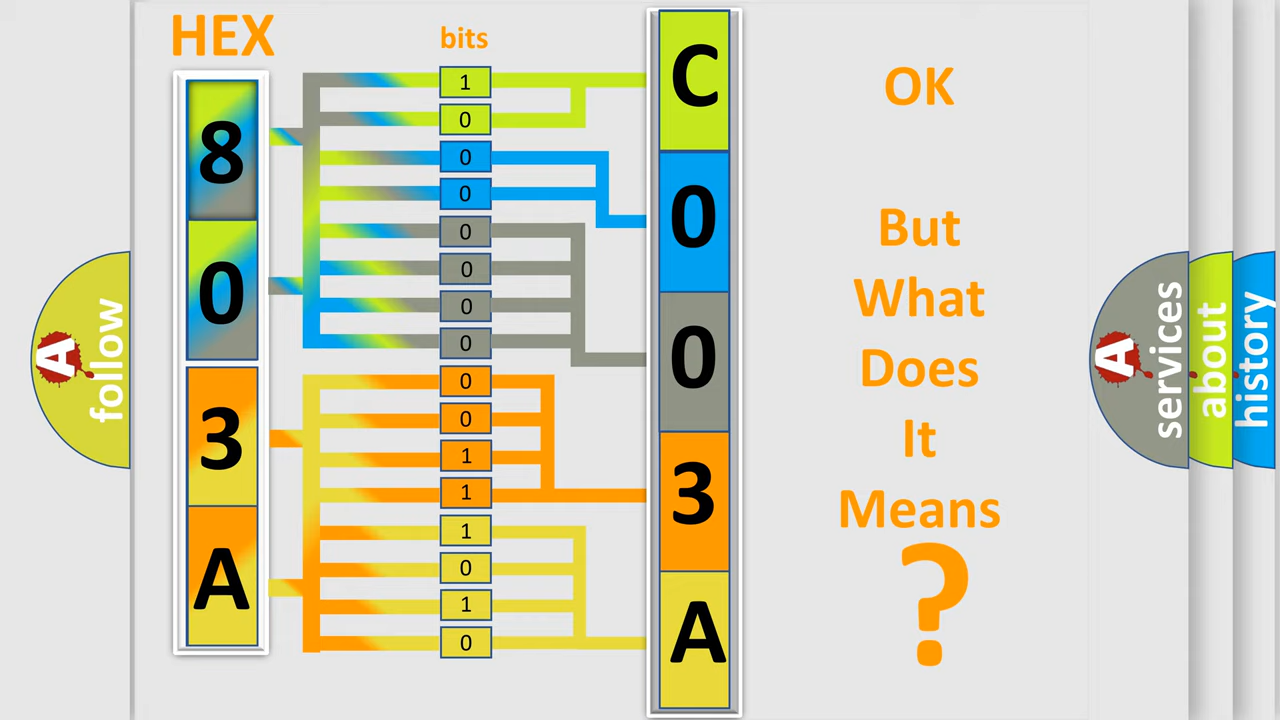 HEX
bits
8
0
3
A
1
0
0
0
0
0
0
0
0
0
1
1
1
0
1
0
C
0
0
3
A
OK
But
What
Does
It
Means
?
A
follow
A
services
about
history